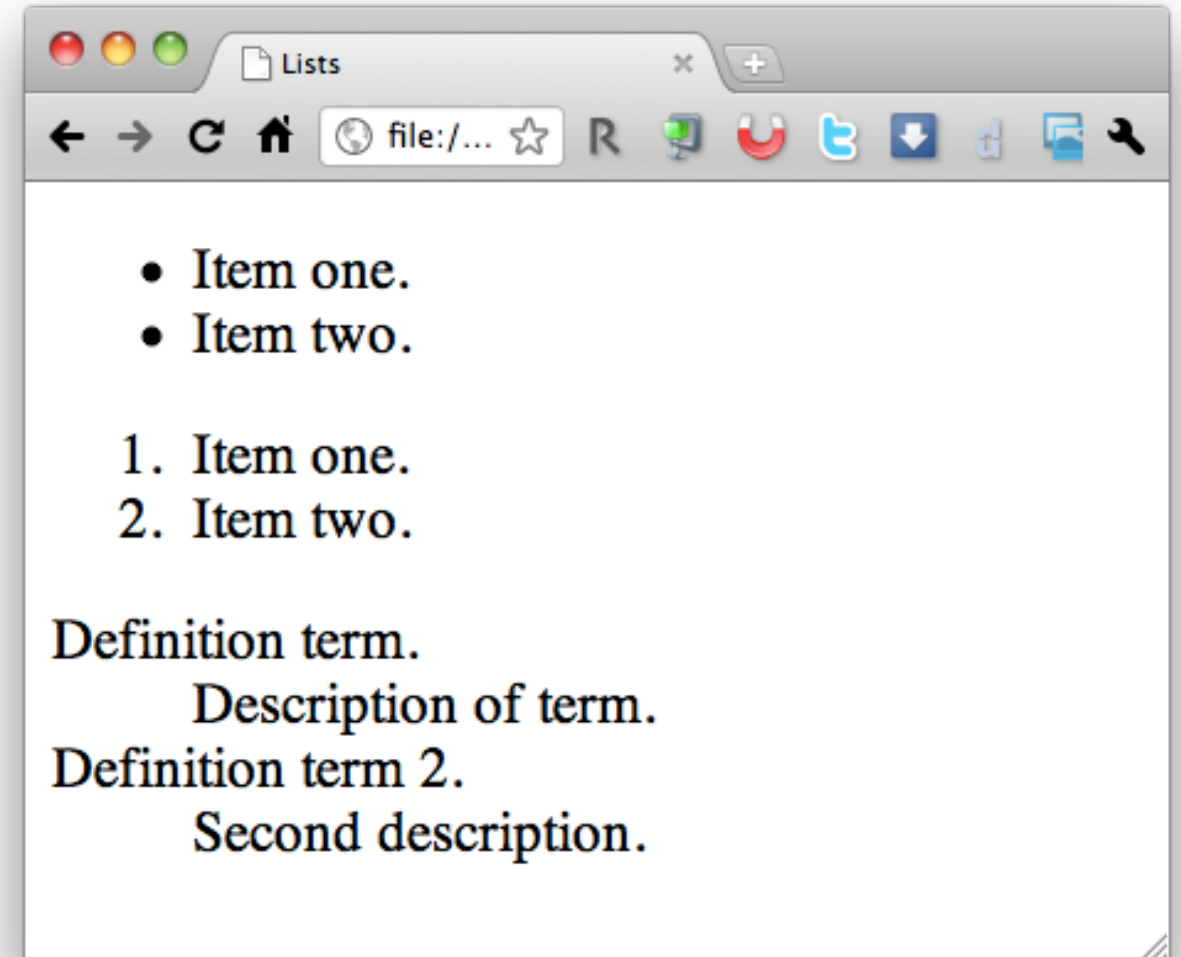 Lists
file:/...
• Item one.
• Item two.
1. Item one.
2. Item two.
Definition term.
Description of term.
Definition term 2.
Second description.